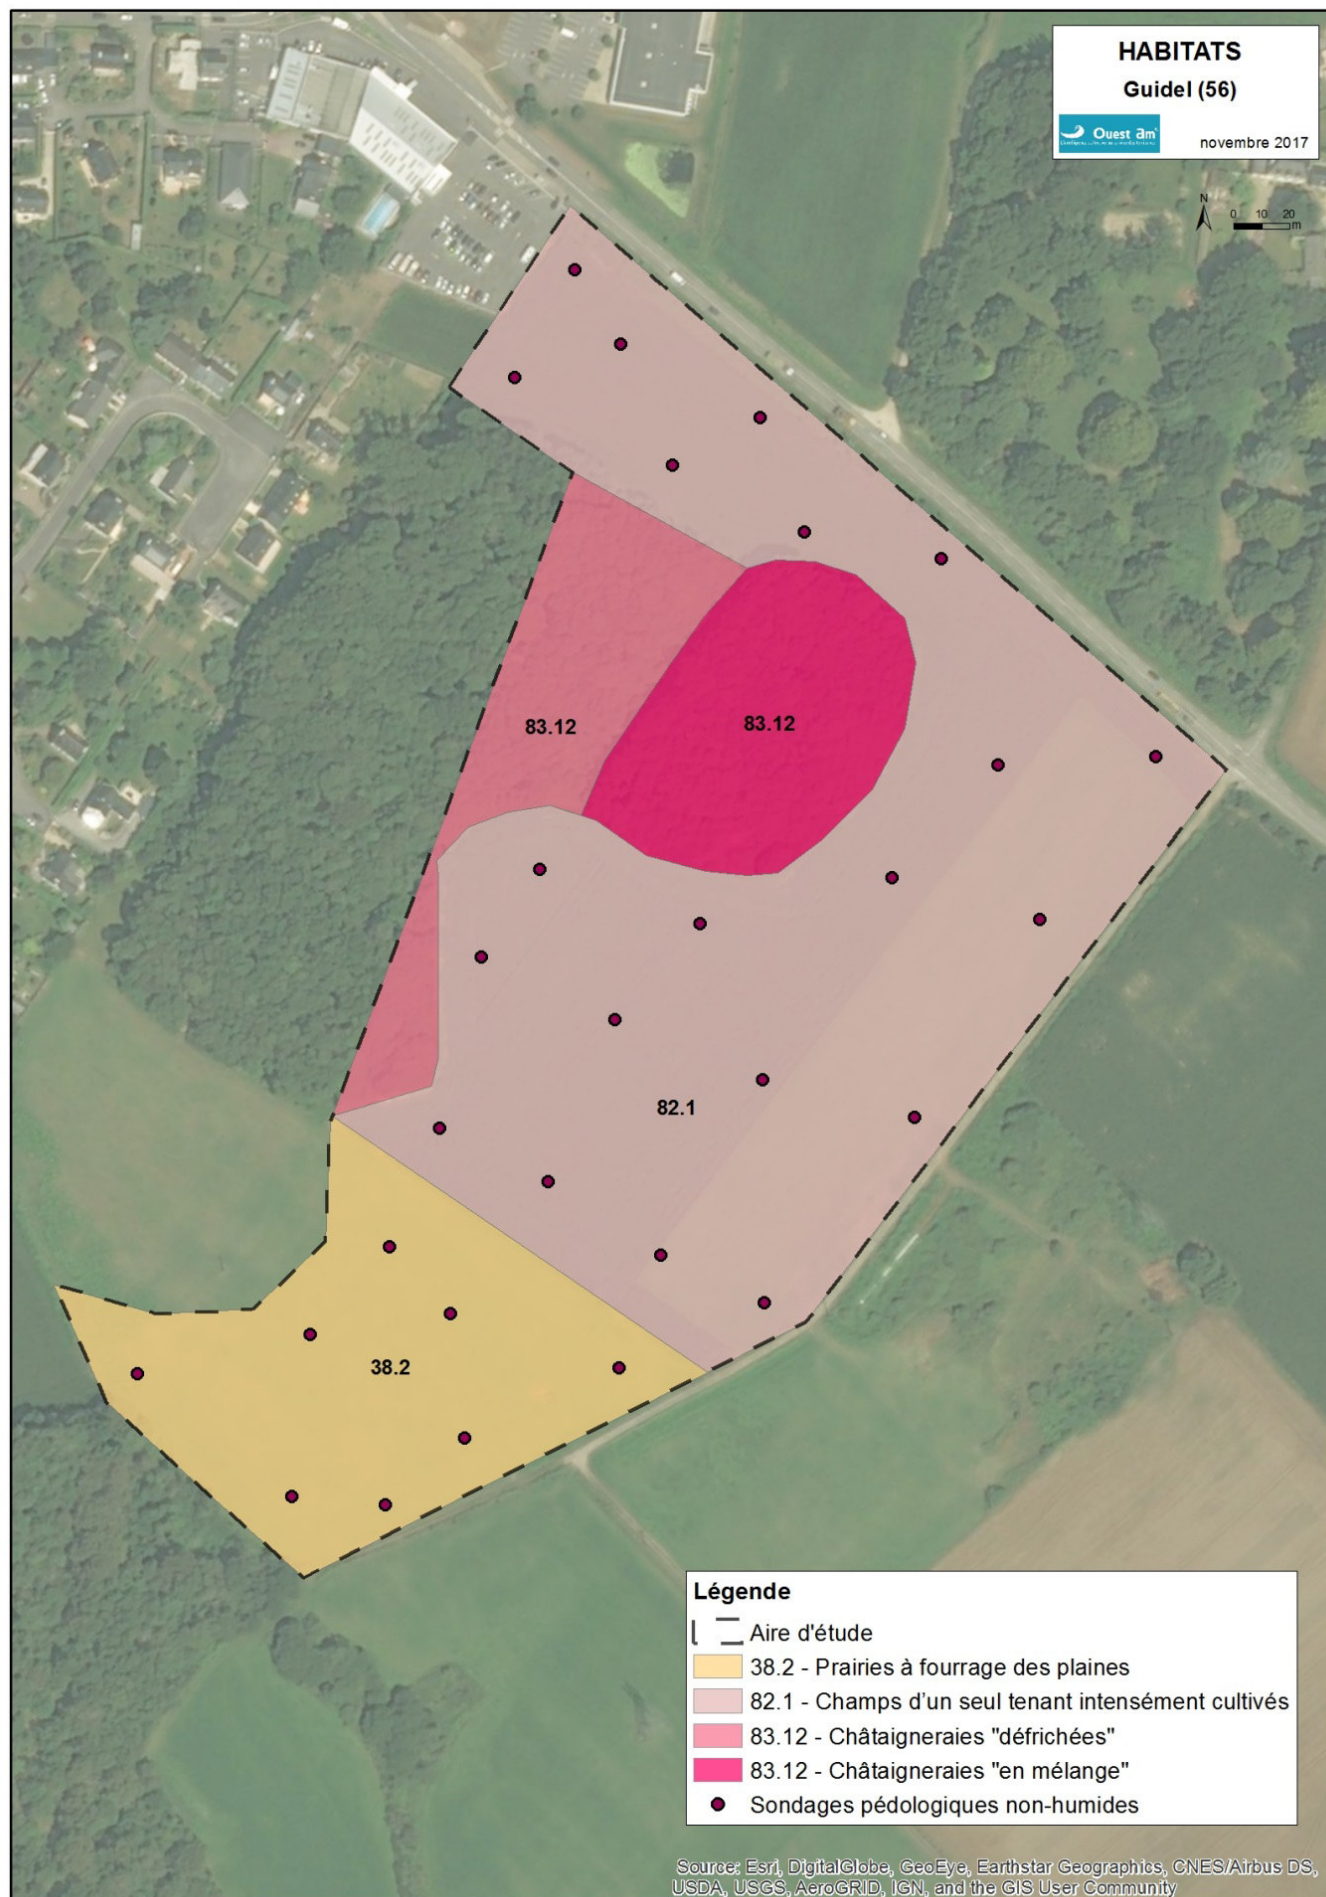 HABITATS
Guidel (56)
Ouest am'
novembre 2017
N
0 10 20
m
83.12
83.12
82.1
38.2
Légende
Aire d'étude
38.2 - Prairies à fourrage des plaines
82.1 - Champs d'un seul tenant intensément cultivés
83.12 - Châtaigneraies "défrichées"
83.12 - Châtaigneraies "en mélange"
Sondages pédologiques non-humides
Source: Esri, DigitalGlobe, GeoEye, Earthstar Geographics, CNES/Airbus DS,
USDA, USGS, AeroGRID, IGN, and the GIS User Community